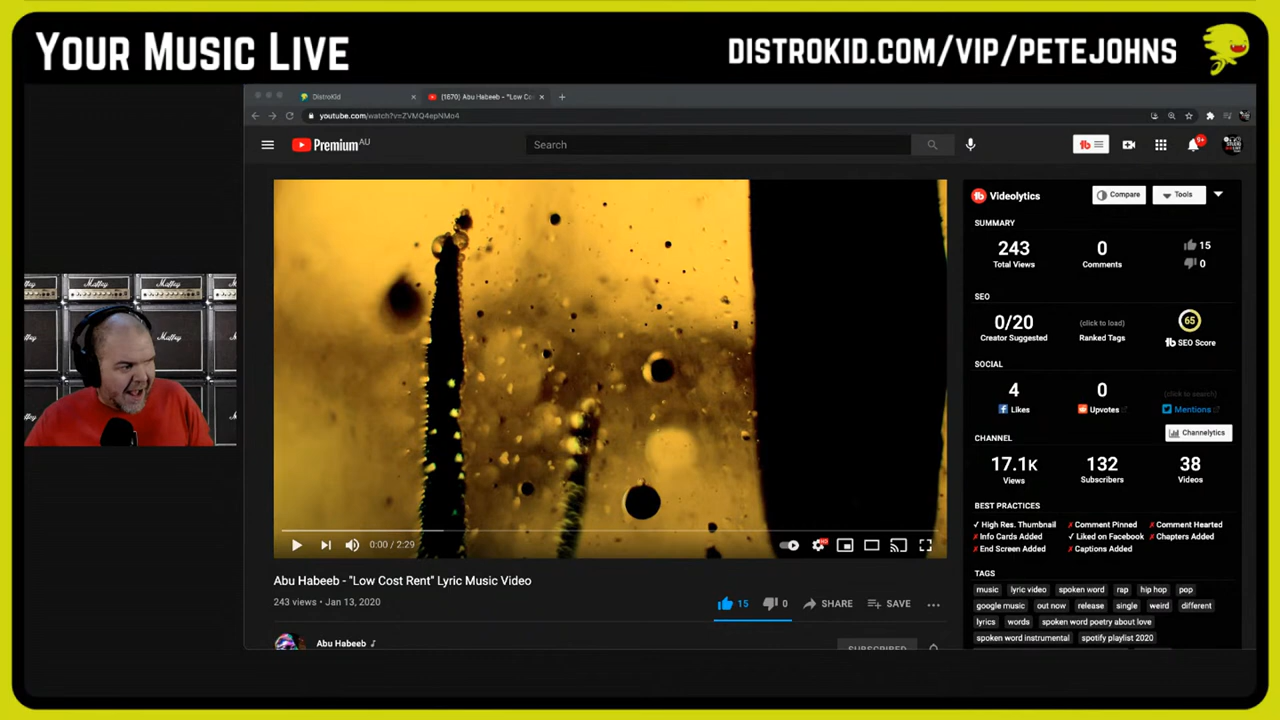 Your Music Live
DISTROKID.COM/VIP/PETEJOHNS
DistroKid
(1670) Abu Habeeb - "Low Co
youtube.com/watch?v=ZVMQ4epNMo4
Premium AU
Search
9+
Marshall
Videolytics
Compare
Tools
SUMMARY
243
0
15
Total Views
Comments
0
SEO
0/20
(click to load)
65
Creator Suggested
Ranked Tags
SEO Score
SOCIAL
4
0
(click to search)
Likes
Upvotes
Mentions
CHANNEL
Channelytics
17.1K
132
38
Views
Subscribers
Videos
BEST PRACTICES
✓ High Res. Thumbnail
✗ Comment Pinned
✗ Comment Hearted
✗ Info Cards Added
✓ Liked on Facebook
✗ Chapters Added
✗ End Screen Added
✗ Captions Added
TAGS
music
lyric video
spoken word
rap
hip hop
pop
google music
out now
release
single
weird
different
lyrics
words
spoken word poetry about love
spoken word instrumental
spotify playlist 2020
0:00 / 2:29
HD
Abu Habeeb - "Low Cost Rent" Lyric Music Video
243 views • Jan 13, 2020
15
0
SHARE
SAVE
Abu Habeeb
SUBSCRIBED